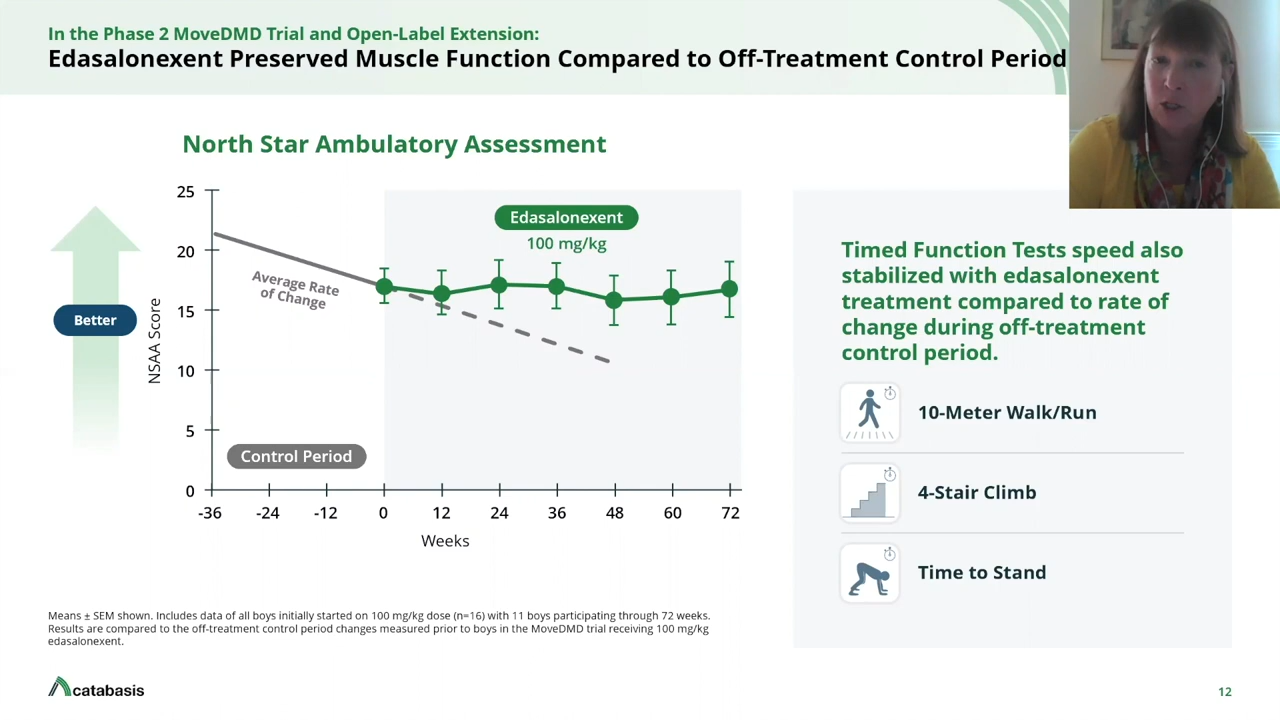 In the Phase 2 MoveDMD Trial and Open-Label Extension:
Edasalonexent Preserved Muscle Function Compared to Off-Treatment Control Period
North Star Ambulatory Assessment
25
20
15
10
5
0
NSAA Score
Better
Average Rate
of Change
Edasalonexent
100 mg/kg
Control Period
-36
-24
-12
0
12
24
36
48
60
72
Weeks
Timed Function Tests speed also
stabilized with edasalonexent
treatment compared to rate of
change during off-treatment
control period.
10-Meter Walk/Run
4-Stair Climb
Time to Stand
Means ± SEM shown. Includes data of all boys initially started on 100 mg/kg dose (n=16) with 11 boys participating through 72 weeks.
Results are compared to the off-treatment control period changes measured prior to boys in the MoveDMD trial receiving 100 mg/kg
edasalonexent.
catabasis
12